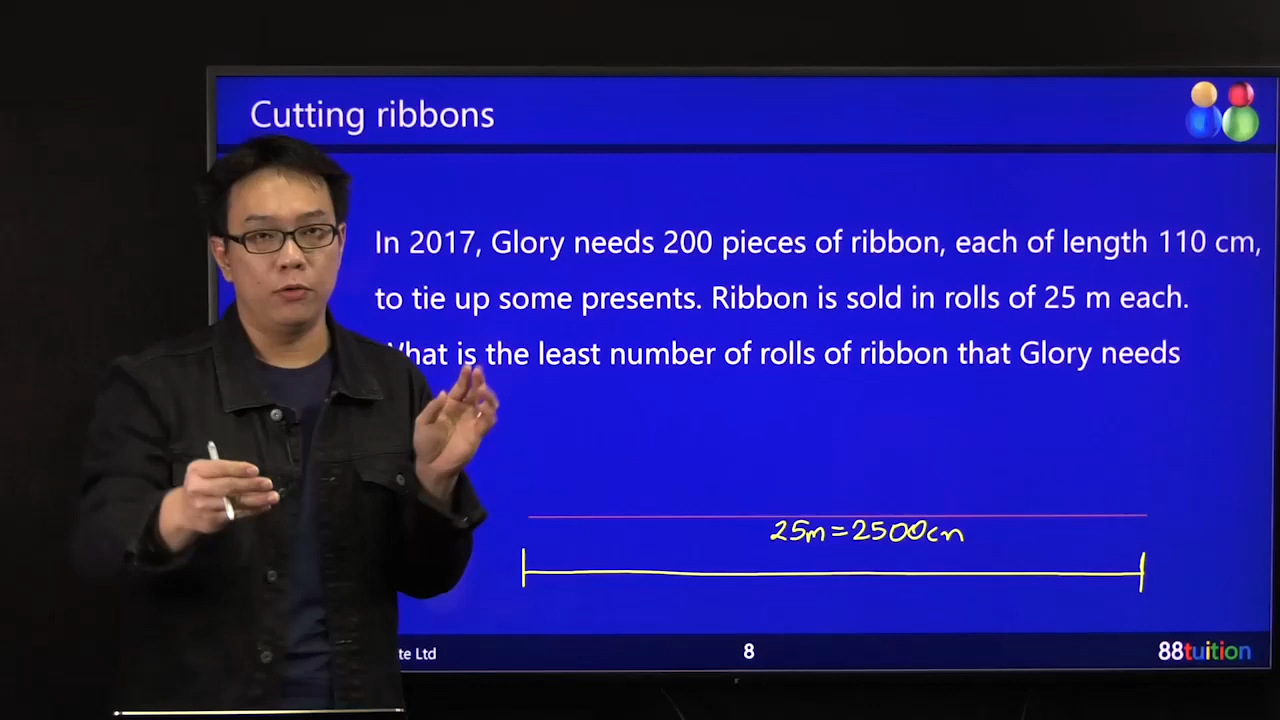 Cutting ribbons
In 2017, Glory needs 200 pieces of ribbon, each of length 110 cm,
to tie up some presents. Ribbon is sold in rolls of 25 m each.
What is the least number of rolls of ribbon that Glory needs
25m = 2500cm
te Ltd
8
88tuition